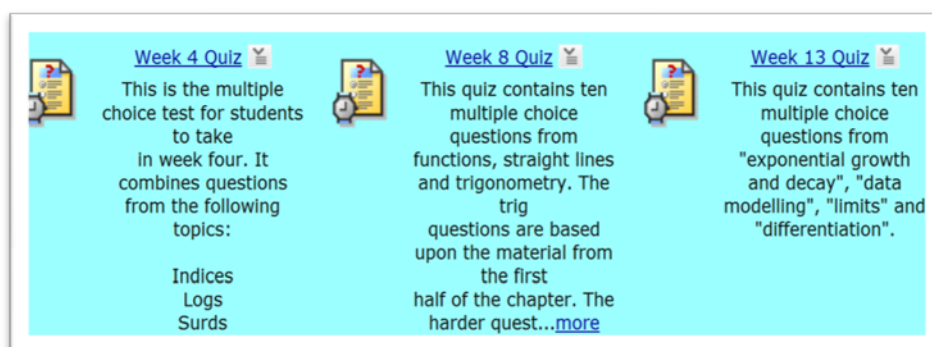 Week 4 Quiz
This is the multiple
choice test for students
to take
in week four. It
combines questions
from the following
topics:
Indices
Logs
Surds
Week 8 Quiz
This quiz contains ten
multiple choice
questions from
functions, straight lines
and trigonometry. The
trig
questions are based
upon the material from
the first
half of the chapter. The
harder quest...more
Week 13 Quiz
This quiz contains ten
multiple choice
questions from
"exponential growth
and decay", "data
modelling", "limits" and
"differentiation".